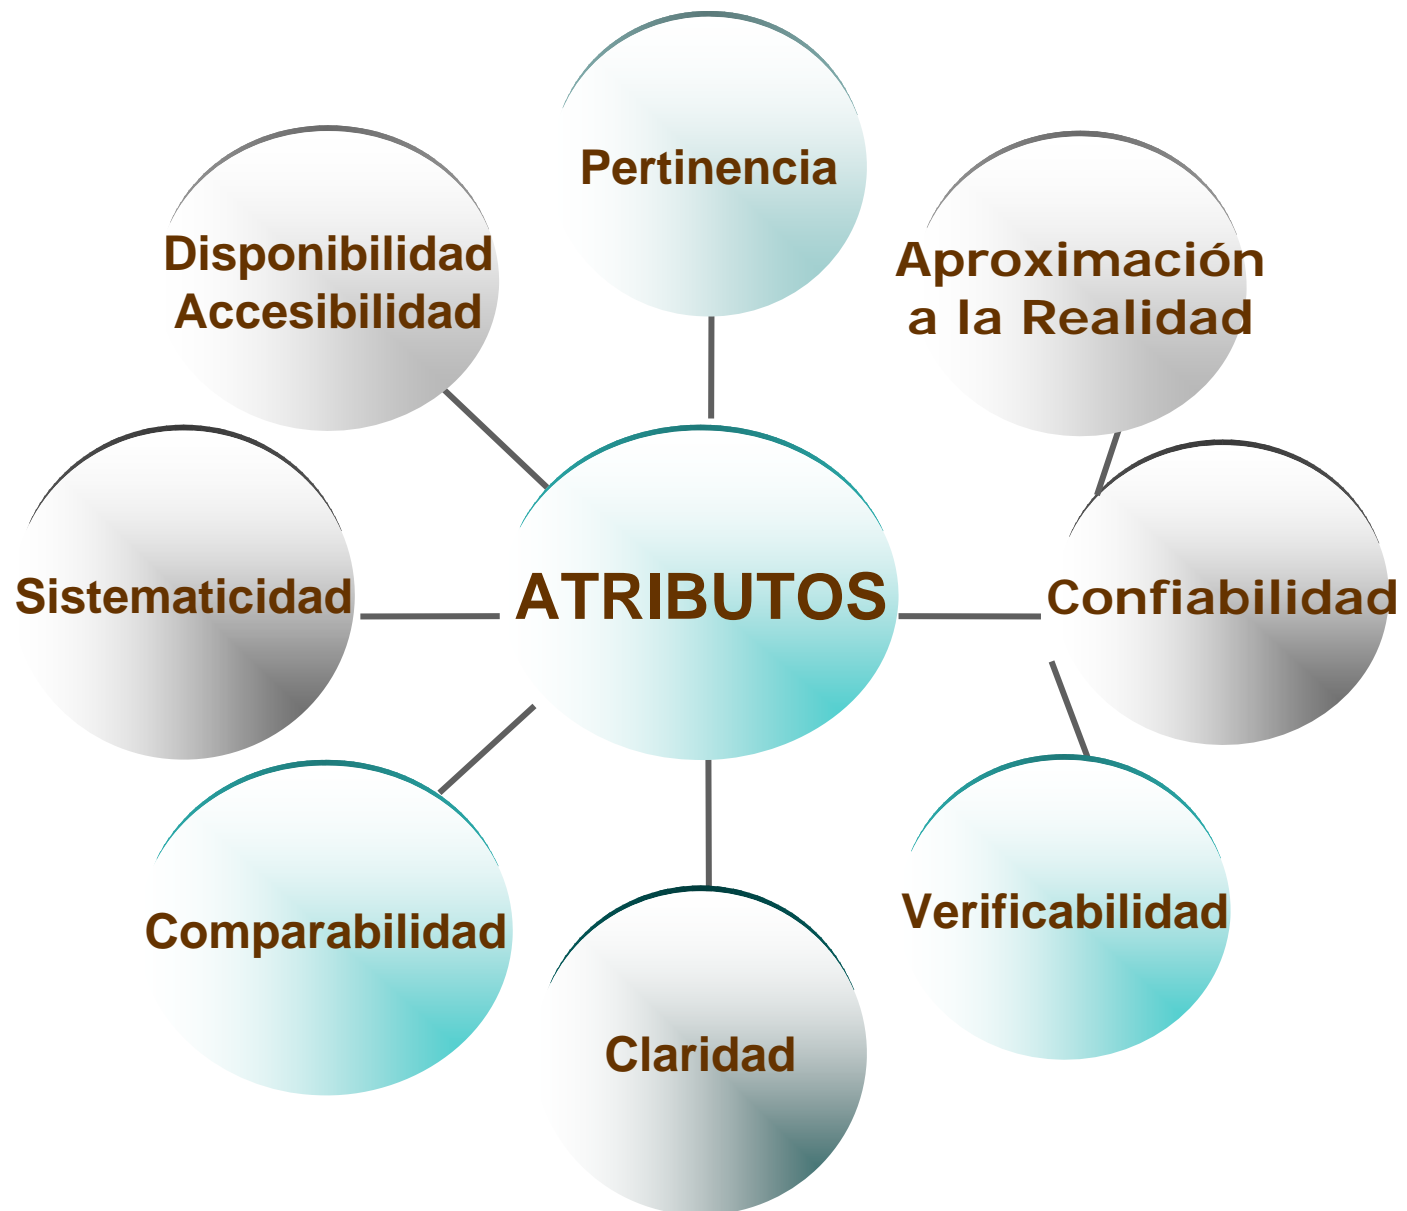 Pertinencia
Disponibilidad
Accesibilidad
Aproximación
a la Realidad
Sistematicidad
ATRIBUTOS
Confiabilidad
Comparabilidad
Verificabilidad
Claridad